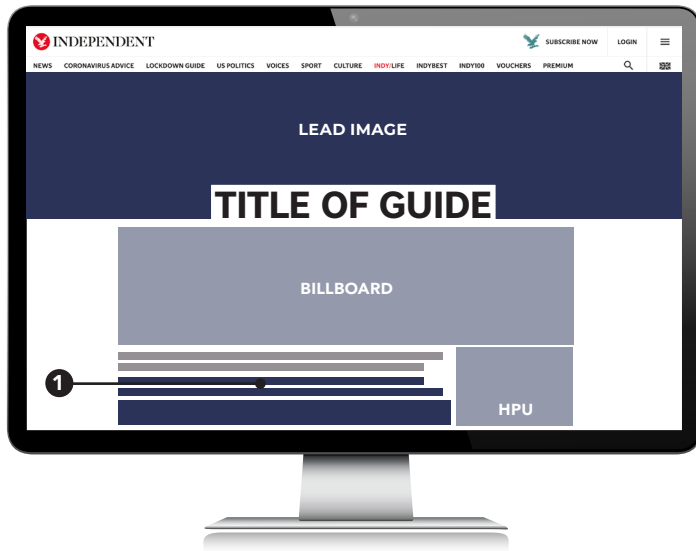 INDEPENDENT
SUBSCRIBE NOW LOGIN
NEWS CORONAVIRUS ADVICE LOCKDOWN GUIDE US POLITICS VOICES SPORT CULTURE INDY/LIFE INDYBEST INDY100 VOUCHERS PREMIUM
LEAD IMAGE
TITLE OF GUIDE
BILLBOARD
1
HPU